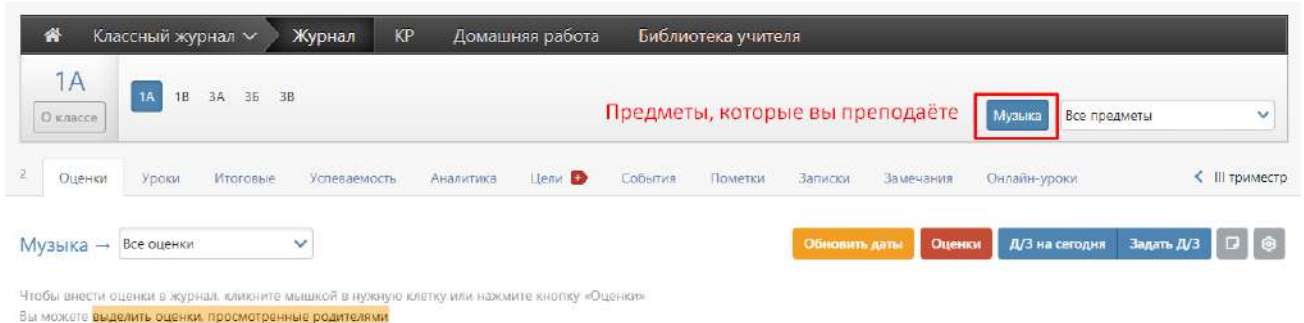 Классный журнал Журнал КР Домашняя работа Библиотека учителя
1А
О классе
1А 1В 3А 3Б 3В
Предметы, которые вы преподаёте
Музыка Все предметы
2 Оценки Уроки Итоговые Успеваемость Аналитика Цели + События Пометки Записки Замечания Онлайн-уроки < III триместр
Музыка → Все оценки
Обновить даты Оценки Д/З на сегодня Задать Д/З
Чтобы внести оценки в журнал, кликните мышкой в нужную клетку или нажмите кнопку «Оценки»
Вы можете выделить оценки, просмотренные родителями